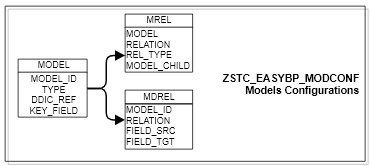 MODEL
MODEL_ID
TYPE
DDIC_REF
KEY_FIELD
MREL
MODEL
RELATION
REL_TYPE
MODEL_CHILD
MDREL
MODEL_ID
RELATION
FIELD_SRC
FIELD_TGT
ZSTC_EASYBP_MODCONF
Models Configurations